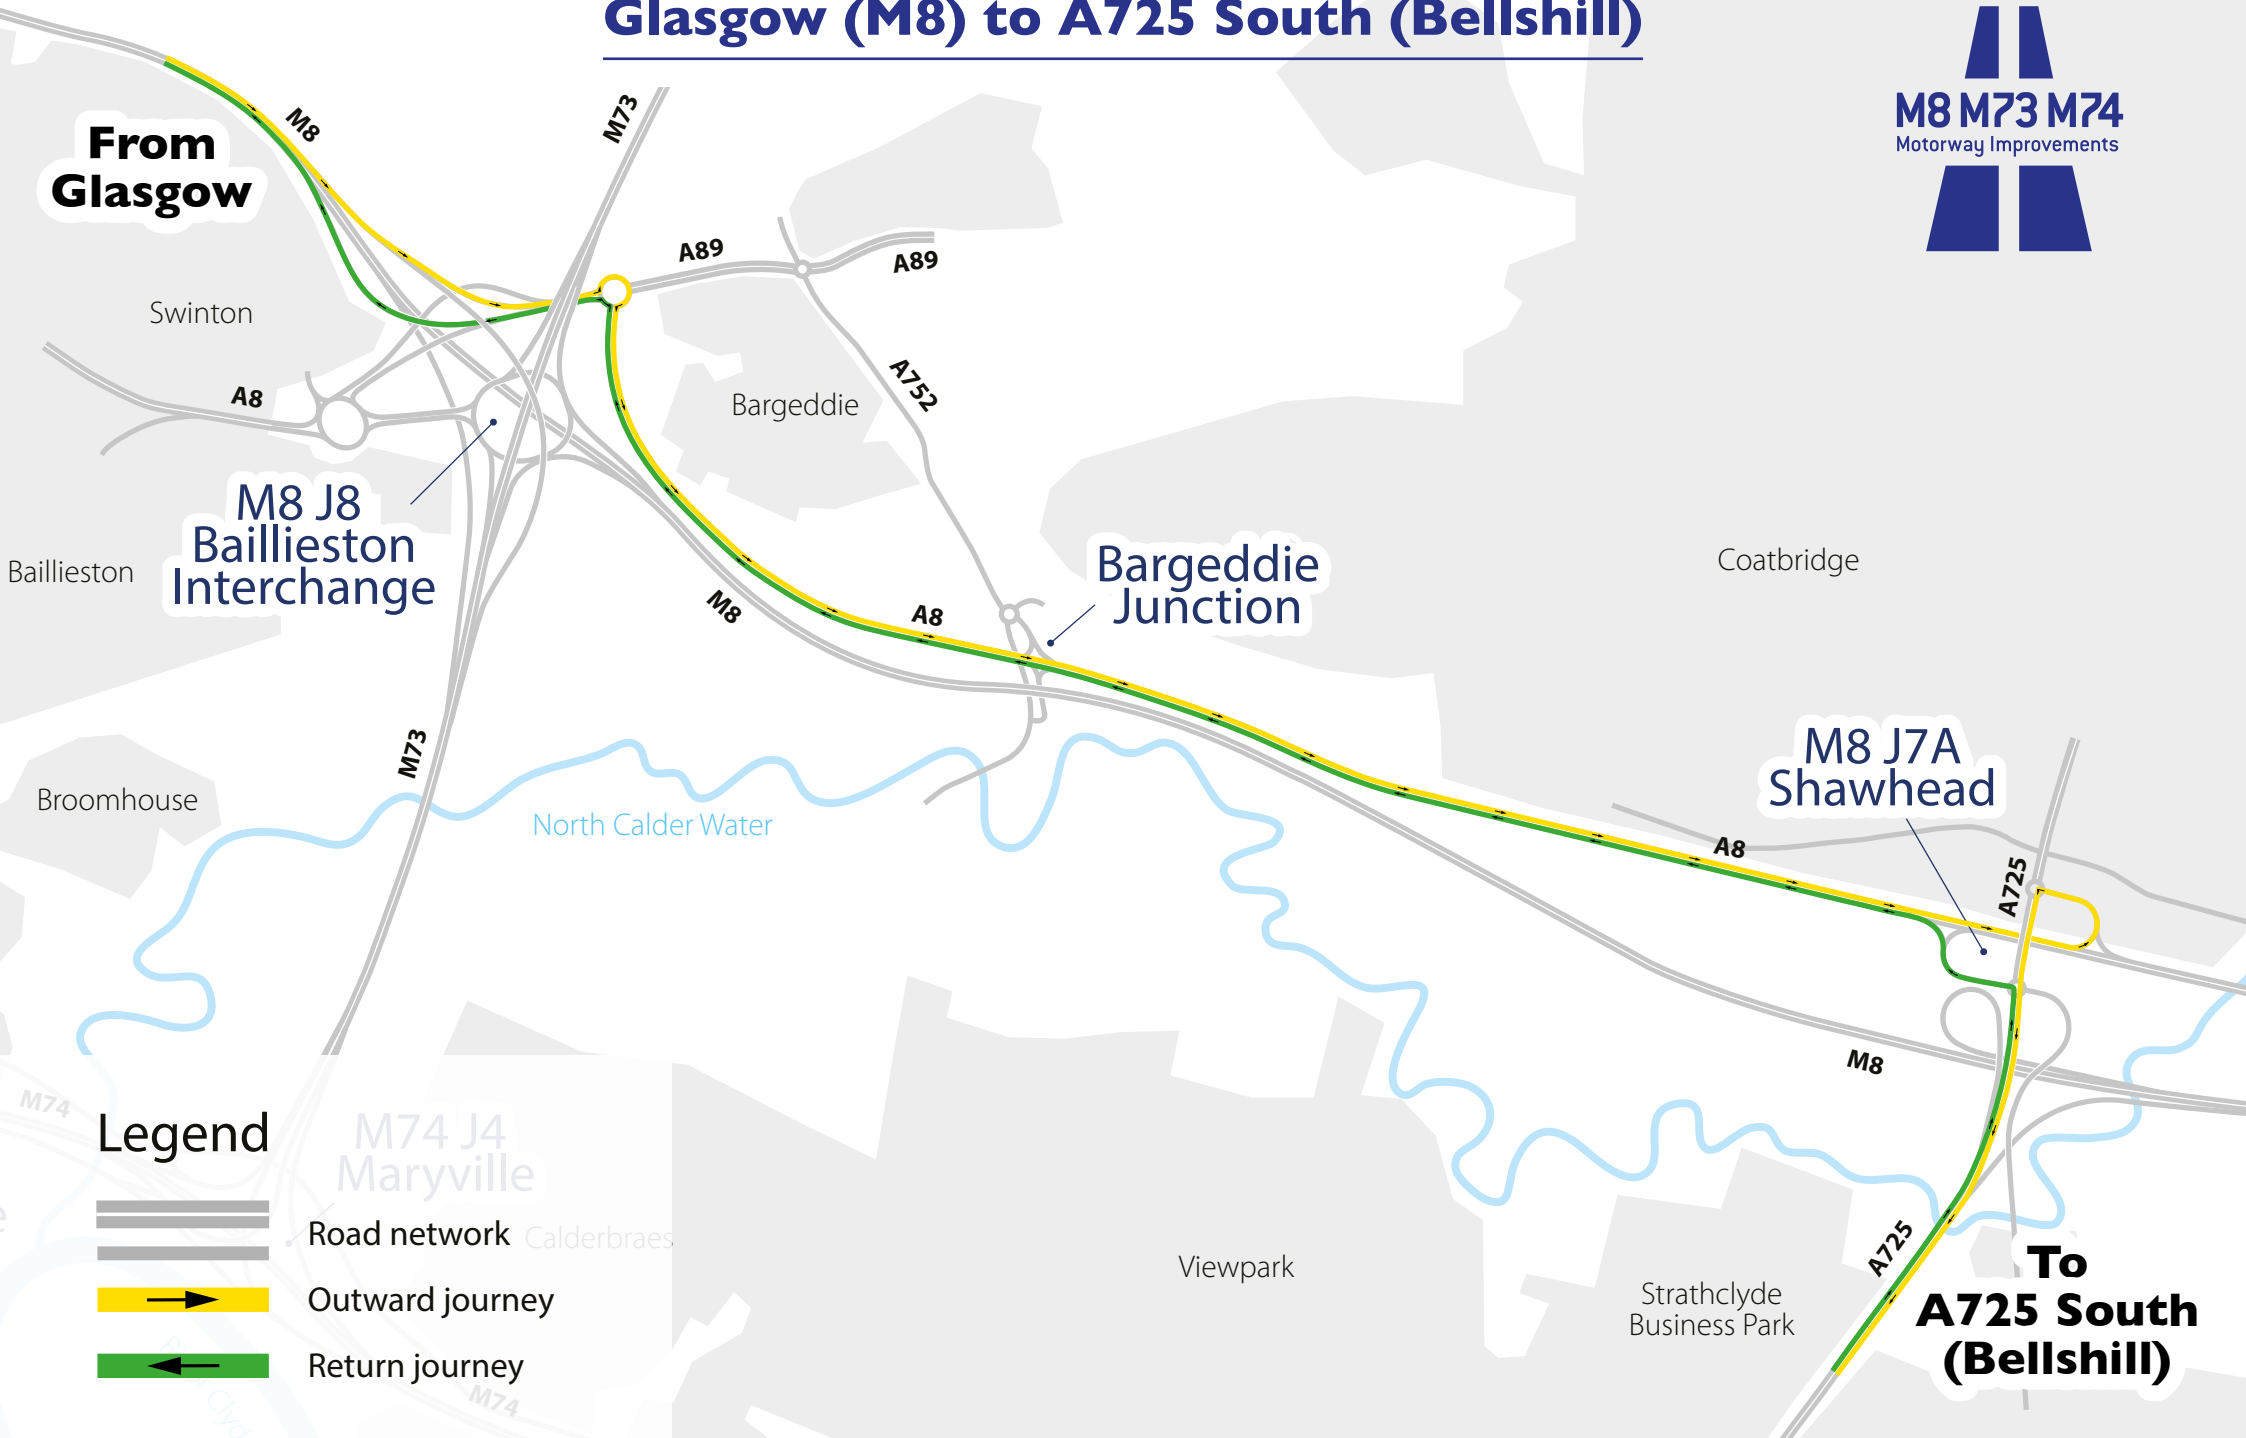 Glasgow (M8) to A725 South (Bellshill)
M8 M73 M74
Motorway Improvements
From
Glasgow
M8
M73
A89
A89
Swinton
A8
A752
Bargeddie
M8 J8
Baillieston
Interchange
Baillieston
Bargeddie
Junction
Coatbridge
M8
A8
M73
Broomhouse
North Calder Water
M8 J7A
Shawhead
A8
A725
M8
M74
Legend
M74 J4
Maryville
Road network
Calderbraes
Outward journey
Return journey
M74
Viewpark
Strathclyde
Business Park
A725
To
A725 South
(Bellshill)